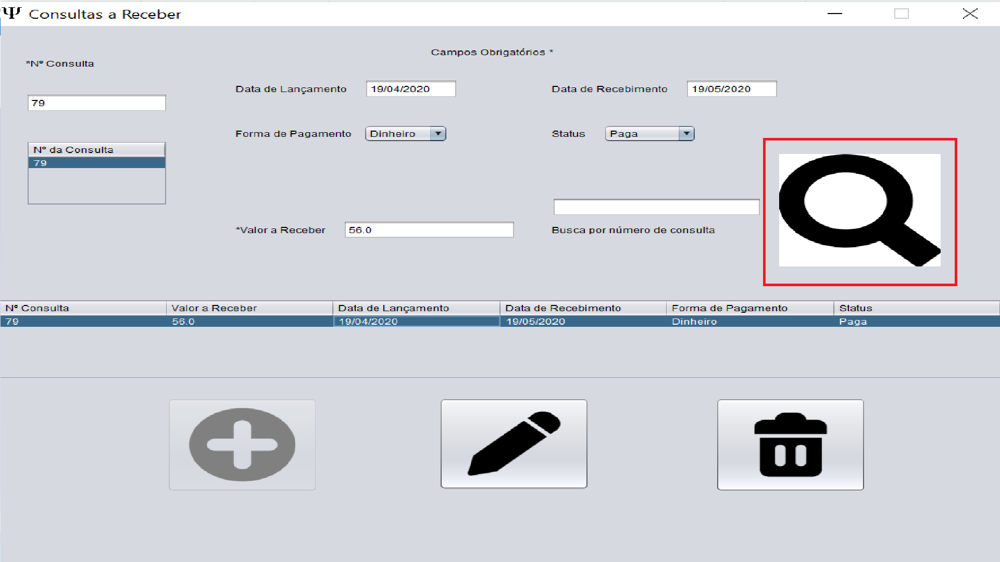 Ψ Consultas a Receber
Campos Obrigatórios *
*Nº Consulta
79
Data de Lançamento 19/04/2020 Data de Recebimento 19/05/2020
Forma de Pagamento Dinheiro Status Paga
Nº da Consulta
79
*Valor a Receber 56.0 Busca por número de consulta
Nº Consulta Valor a Receber Data de Lançamento Data de Recebimento Forma de Pagamento Status
79 56.0 19/04/2020 19/05/2020 Dinheiro Paga